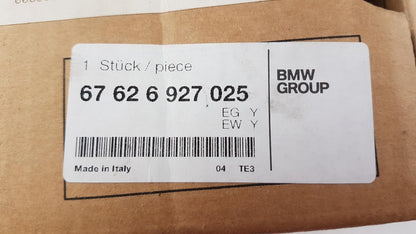 1 Stück / piece
67 62 6 927 025
EG Y
EW Y
BMW
GROUP
Made in Italy 04 TE3